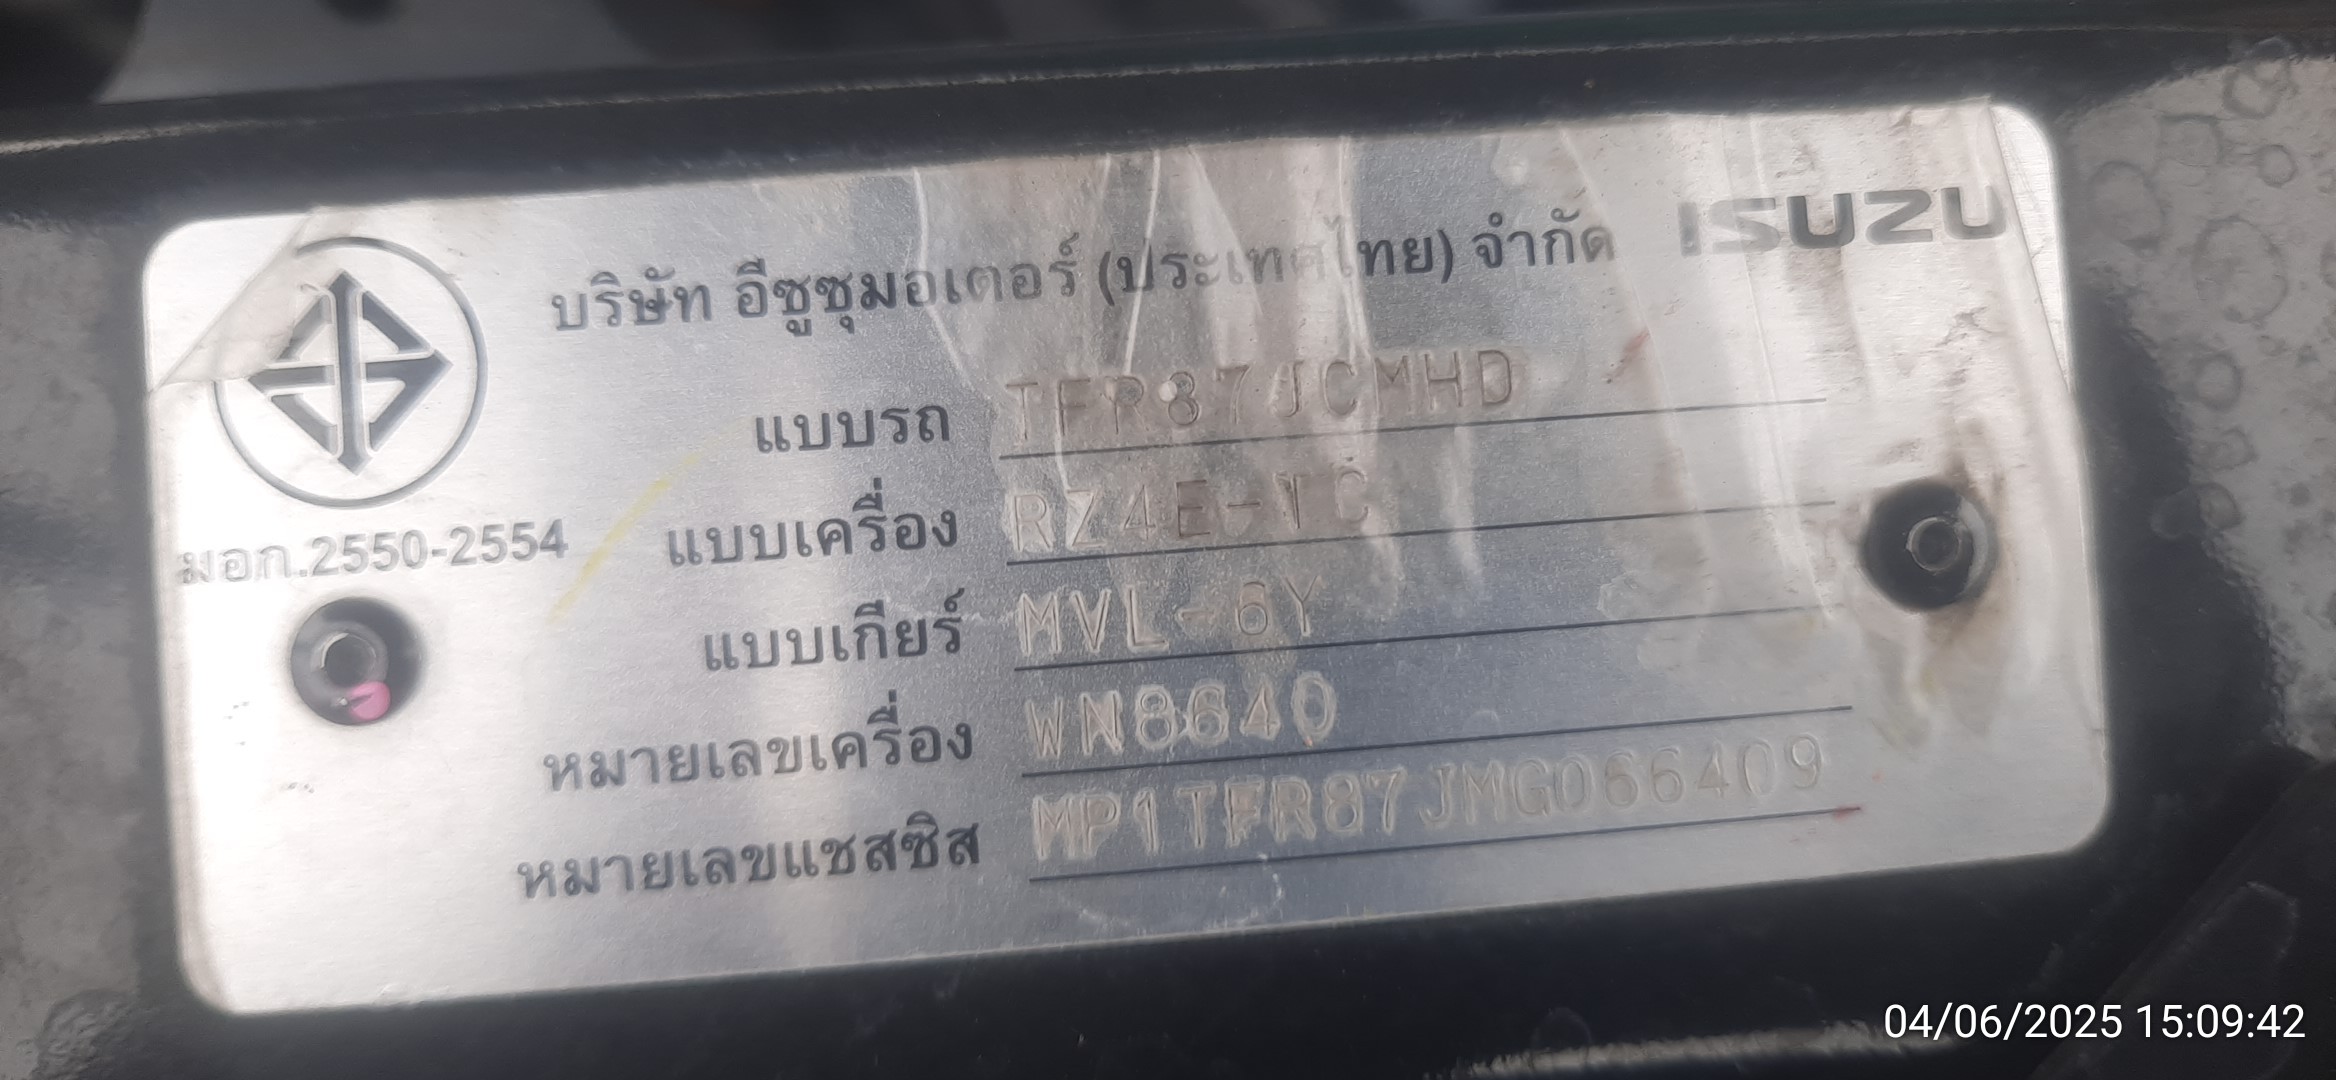 บริษัท อีซูซุมอเตอร์ (ประเทศไทย) จำกัด ISUZU
แบบรถ TFR87JCMHD
มอก.2550-2554
แบบเครื่อง RZ4E-TC
แบบเกียร์ MVL-6Y
หมายเลขเครื่อง WN8640
หมายเลขแชสซิส MP1TFR87JMG066409
04/06/2025 15:09:42